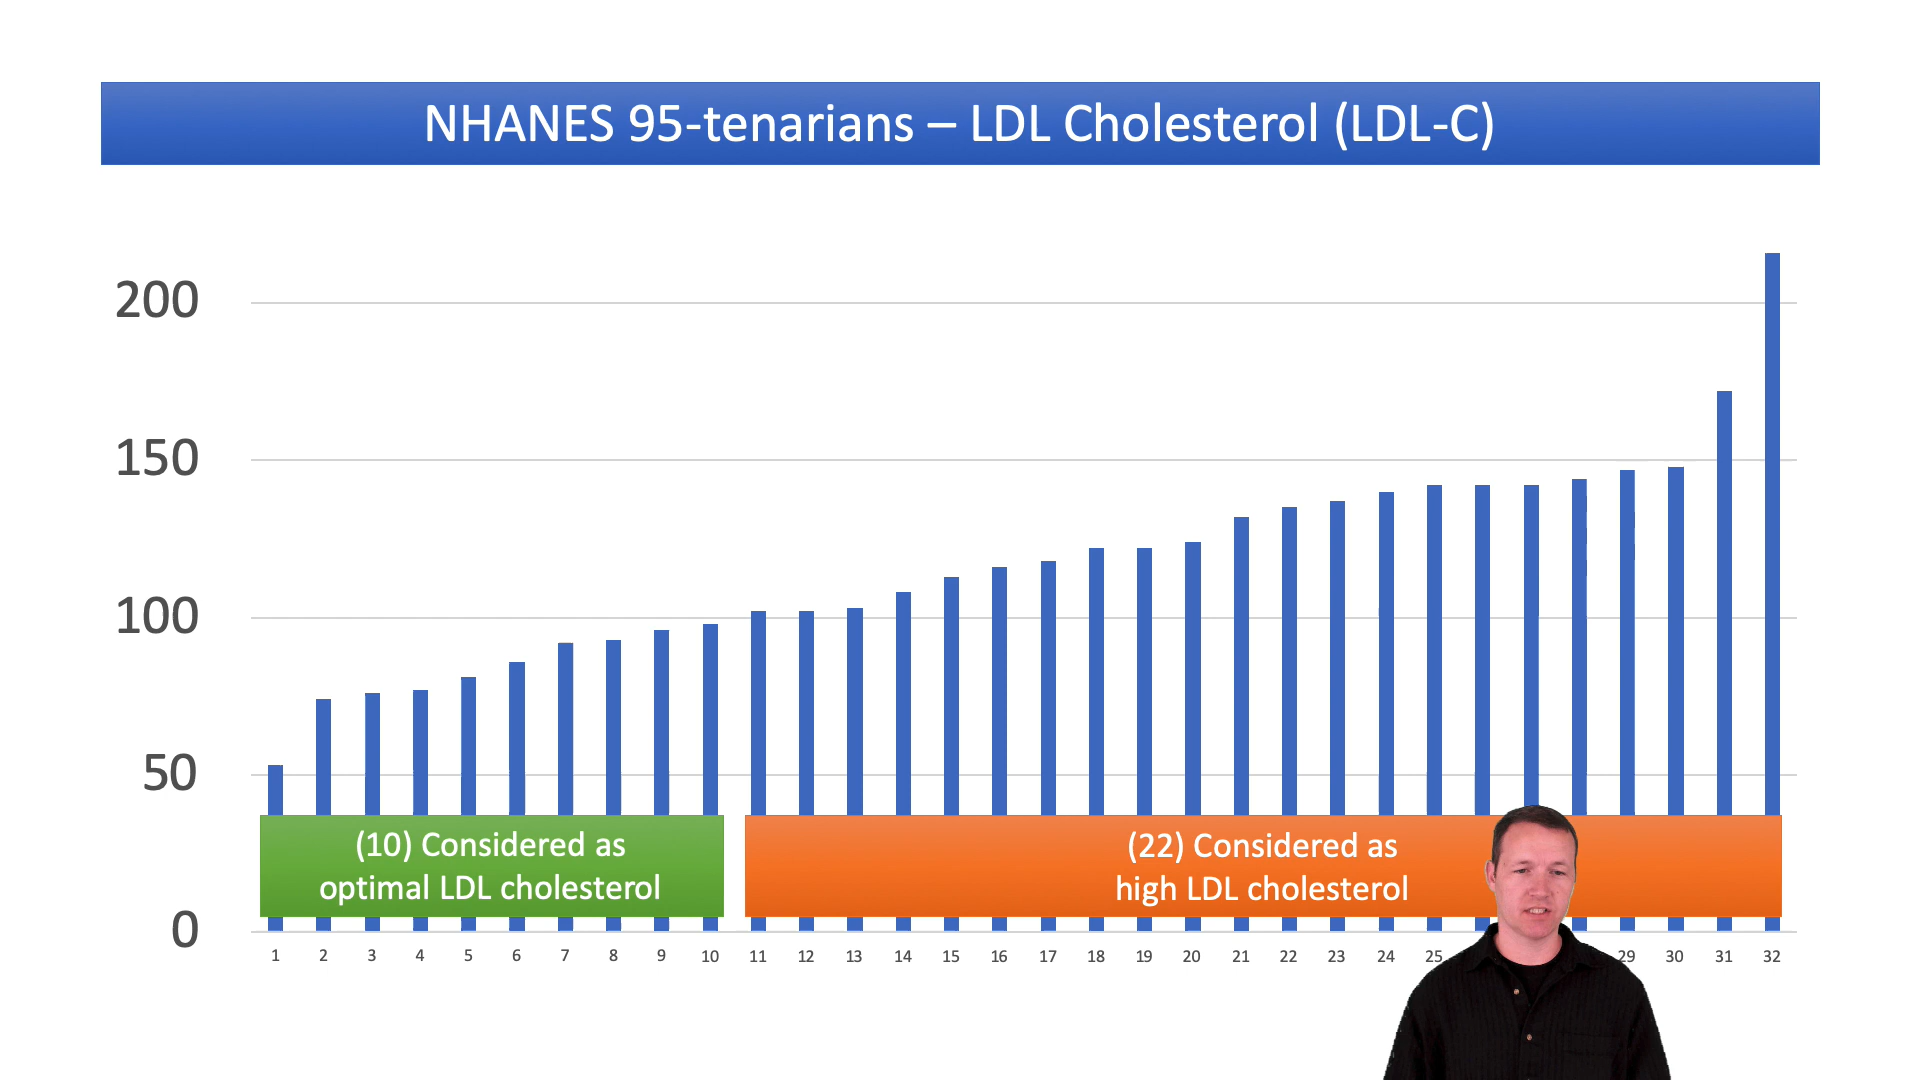 NHANES 95-tenarians – LDL Cholesterol (LDL-C)
200
150
100
50
0
(10) Considered as
optimal LDL cholesterol
(22) Considered as
high LDL cholesterol
1 2 3 4 5 6 7 8 9 10 11 12 13 14 15 16 17 18 19 20 21 22 23 24 25 29 30 31 32